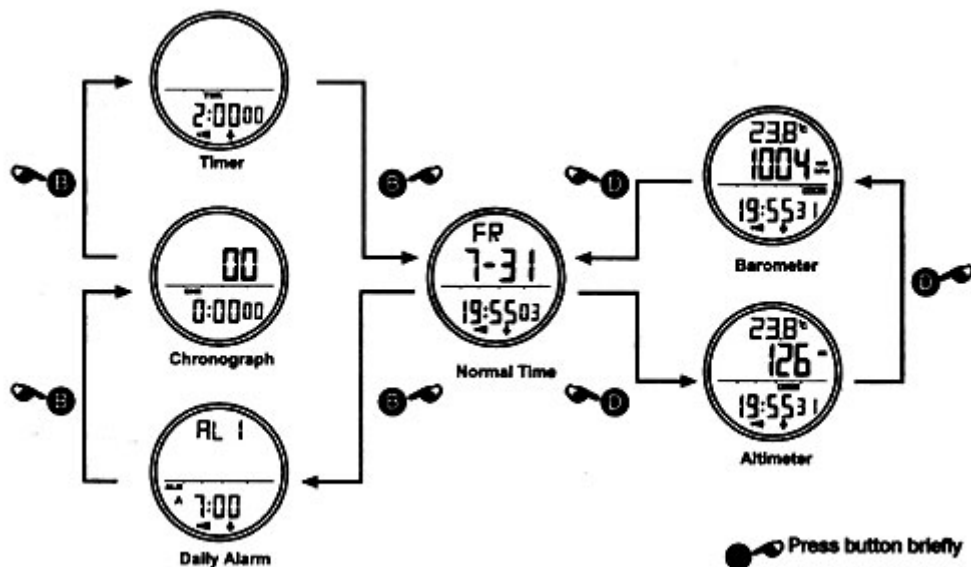 TMR
2:00 00
Timer
B
B
D
23.8 °C
1004
19:55 31
Barometer
00
0:00 00
Chronograph
FR
7-31
19:55 03
Normal Time
D
23.8 °C
126
19:55 31
Altimeter
B
B
D
AL 1
A
7:00
Daily Alarm
Press button briefly